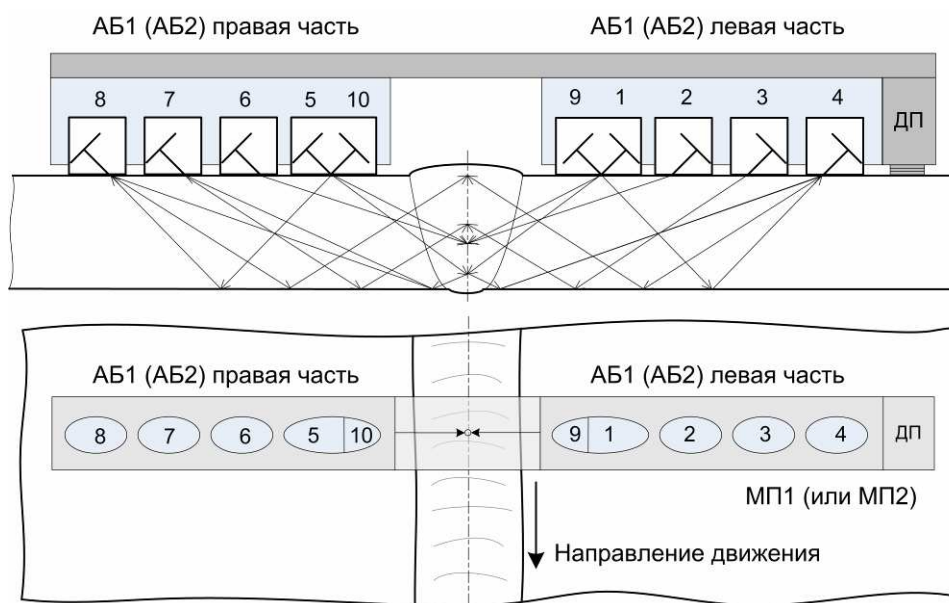 АБ1 (АБ2) правая часть АБ1 (АБ2) левая часть
8 7 6 5 10 9 1 2 3 4 ДП
АБ1 (АБ2) правая часть АБ1 (АБ2) левая часть
8 7 6 5 10 9 1 2 3 4 ДП
МП1 (или МП2)
Направление движения